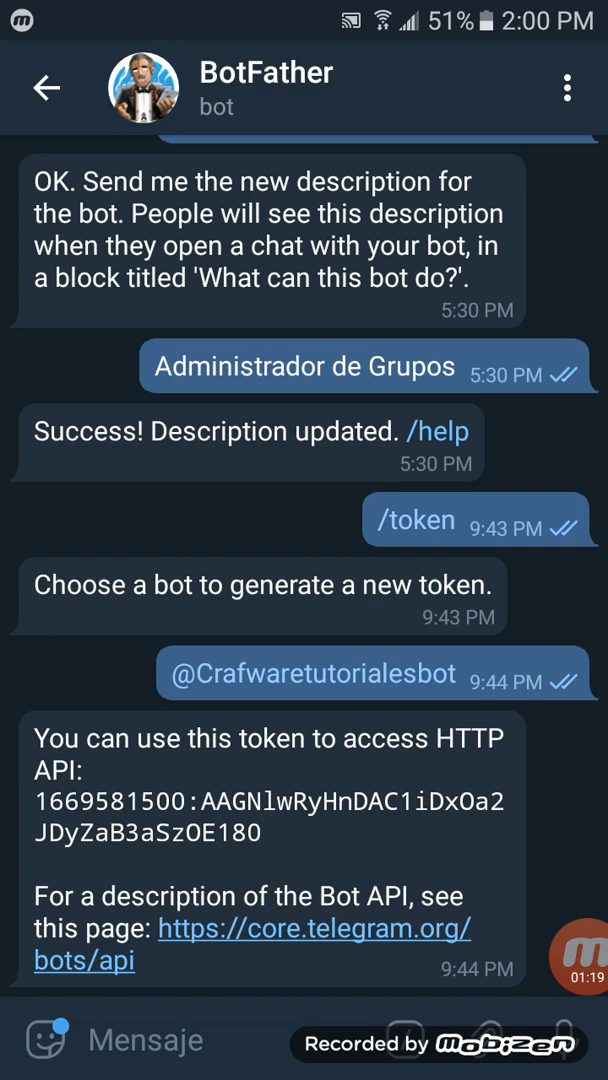 51% 2:00 PM
BotFather
bot
OK. Send me the new description for
the bot. People will see this description
when they open a chat with your bot, in
a block titled 'What can this bot do?'.
5:30 PM
Administrador de Grupos 5:30 PM
Success! Description updated. /help
5:30 PM
/token 9:43 PM
Choose a bot to generate a new token.
9:43 PM
@Crafwaretutorialesbot 9:44 PM
You can use this token to access HTTP
API:
1669581500:AAGNlwRyHnDAC1iDxOa2
JDyZaB3aSzOE180
For a description of the Bot API, see
this page: https://core.telegram.org/
bots/api 9:44 PM
01:19
Mensaje
Recorded by mobizen